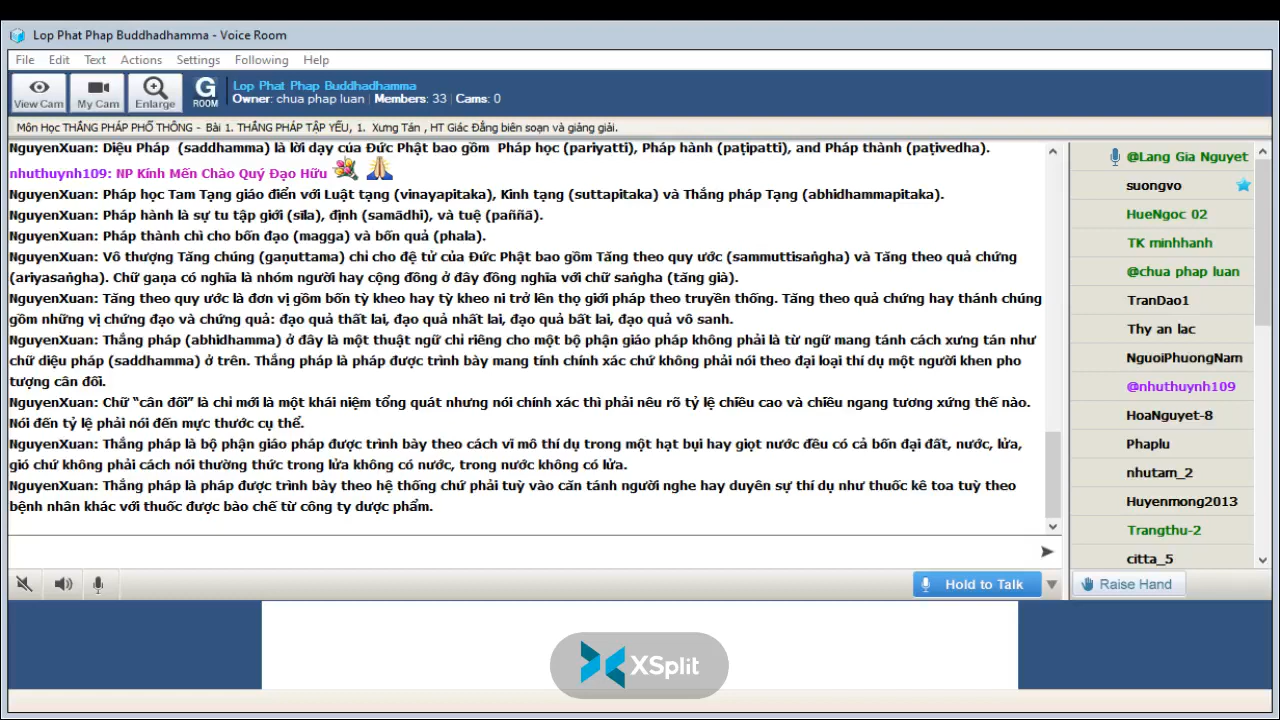 Lop Phat Phap Buddhadhamma - Voice Room
File Edit Text Actions Settings Following Help
View Cam My Cam Enlarge G ROOM
Lop Phat Phap Buddhadhamma
Owner: chua phap luan | Members: 33 | Cams: 0
Môn Học THẮNG PHÁP PHỔ THÔNG - Bài 1. THẮNG PHÁP TẬP YẾU, 1. Xưng Tán , HT Giác Đẳng biên soạn và giảng giải.
NguyenXuan: Diệu Pháp (saddhamma) là lời dạy của Đức Phật bao gồm Pháp học (pariyatti), Pháp hành (paṭipatti), and Pháp thành (paṭivedha).
nhuthuynh109: NP Kính Mến Chào Quý Đạo Hữu
NguyenXuan: Pháp học Tam Tạng giáo điển với Luật tạng (vinayapitaka), Kinh tạng (suttapitaka) và Thắng pháp Tạng (abhidhammapitaka).
NguyenXuan: Pháp hành là sự tu tập giới (sīla), định (samādhi), và tuệ (paññā).
NguyenXuan: Pháp thành chỉ cho bốn đạo (magga) và bốn quả (phala).
NguyenXuan: Vô thượng Tăng chúng (gaṇuttama) chỉ cho đệ tử của Đức Phật bao gồm Tăng theo quy ước (sammuttisaṅgha) và Tăng theo quả chứng
(ariyasaṅgha). Chữ gaṇa có nghĩa là nhóm người hay cộng đồng ở đây đồng nghĩa với chữ saṅgha (tăng già).
NguyenXuan: Tăng theo quy ước là đơn vị gồm bốn tỳ kheo hay tỳ kheo ni trở lên thọ giới pháp theo truyền thống. Tăng theo quả chứng hay thánh chúng
gồm những vị chứng đạo và chứng quả: đạo quả thất lai, đạo quả nhất lai, đạo quả bất lai, đạo quả vô sanh.
NguyenXuan: Thắng pháp (abhidhamma) ở đây là một thuật ngữ chỉ riêng cho một bộ phận giáo pháp không phải là từ ngữ mang tánh cách xưng tán như
chữ diệu pháp (saddhamma) ở trên. Thắng pháp là pháp được trình bày mang tính chính xác chứ không phải nói theo đại loại thí dụ một người khen pho
tượng cân đối.
NguyenXuan: Chữ “cân đối” là chỉ mới là một khái niệm tổng quát nhưng nói chính xác thì phải nêu rõ tỷ lệ chiều cao và chiều ngang tương xứng thế nào.
Nói đến tỷ lệ phải nói đến mực thước cụ thể.
NguyenXuan: Thắng pháp là bộ phận giáo pháp được trình bày theo cách vĩ mô thí dụ trong một hạt bụi hay giọt nước đều có cả bốn đại đất, nước, lửa,
gió chứ không phải cách nói thường thức trong lửa không có nước, trong nước không có lửa.
NguyenXuan: Thắng pháp là pháp được trình bày theo hệ thống chứ phải tuỳ vào căn tánh người nghe hay duyên sự thí dụ như thuốc kê toa tuỳ theo
bệnh nhân khác với thuốc được bào chế từ công ty dược phẩm.
@Lang Gia Nguyet
suongvo
HueNgoc 02
TK minhhanh
@chua phap luan
TranDao1
Thy an lac
NguoiPhuongNam
@nhuthuynh109
HoaNguyet-8
Phaplu
nhutam_2
Huyenmong2013
Trangthu-2
citta_5
Hold to Talk
Raise Hand
XSplit